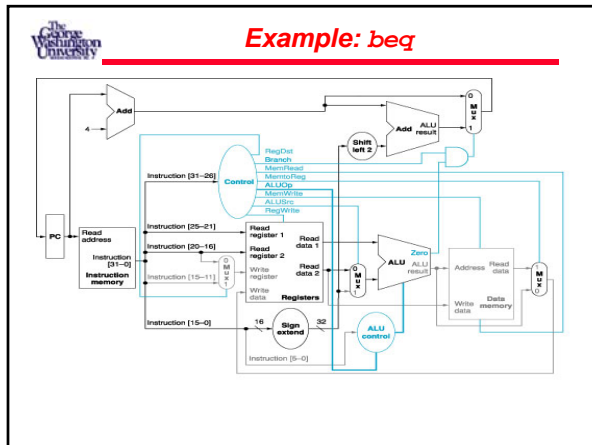 The
George
Washington
University
Example: beq
Add
4
0
M
u
x
1
Add
ALU
result
Shift
left 2
RegDst
Branch
MemRead
MemtoReg
ALUOp
MemWrite
ALUSrc
RegWrite
Control
Instruction [31–26]
Instruction [25–21]
Instruction [20–16]
Instruction [15–11]
Instruction [15–0]
PC
Read
address
Instruction
[31–0]
Instruction
memory
0
M
u
x
1
Read
register 1
Read
register 2
Write
register
Write
data
Read
data 1
Read
data 2
Registers
0
M
u
x
1
Zero
ALU
ALU
result
Address
Read
data
Write
data
Data
memory
1
M
u
x
0
16
Sign
extend
32
ALU
control
Instruction [5–0]